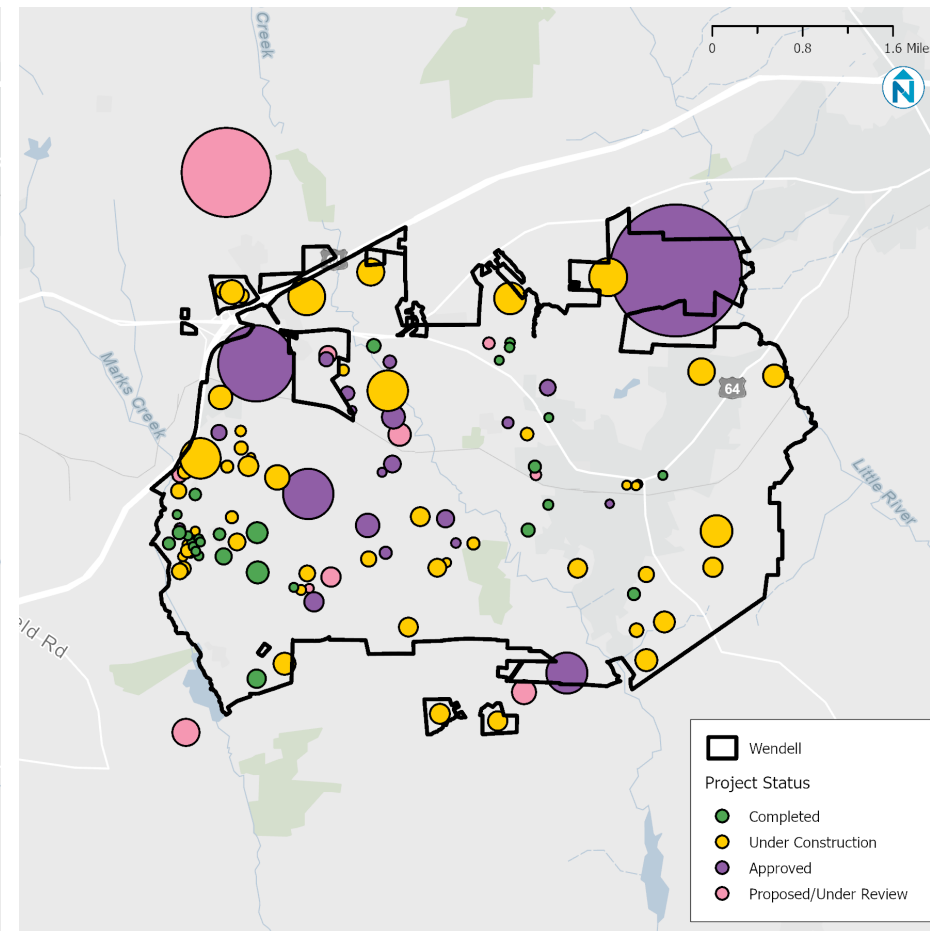 Creek
0 0.8 1.6 Mile
N
Marks Creek
64
Little River
eld Rd
Wendell
Project Status
Completed
Under Construction
Approved
Proposed/Under Review